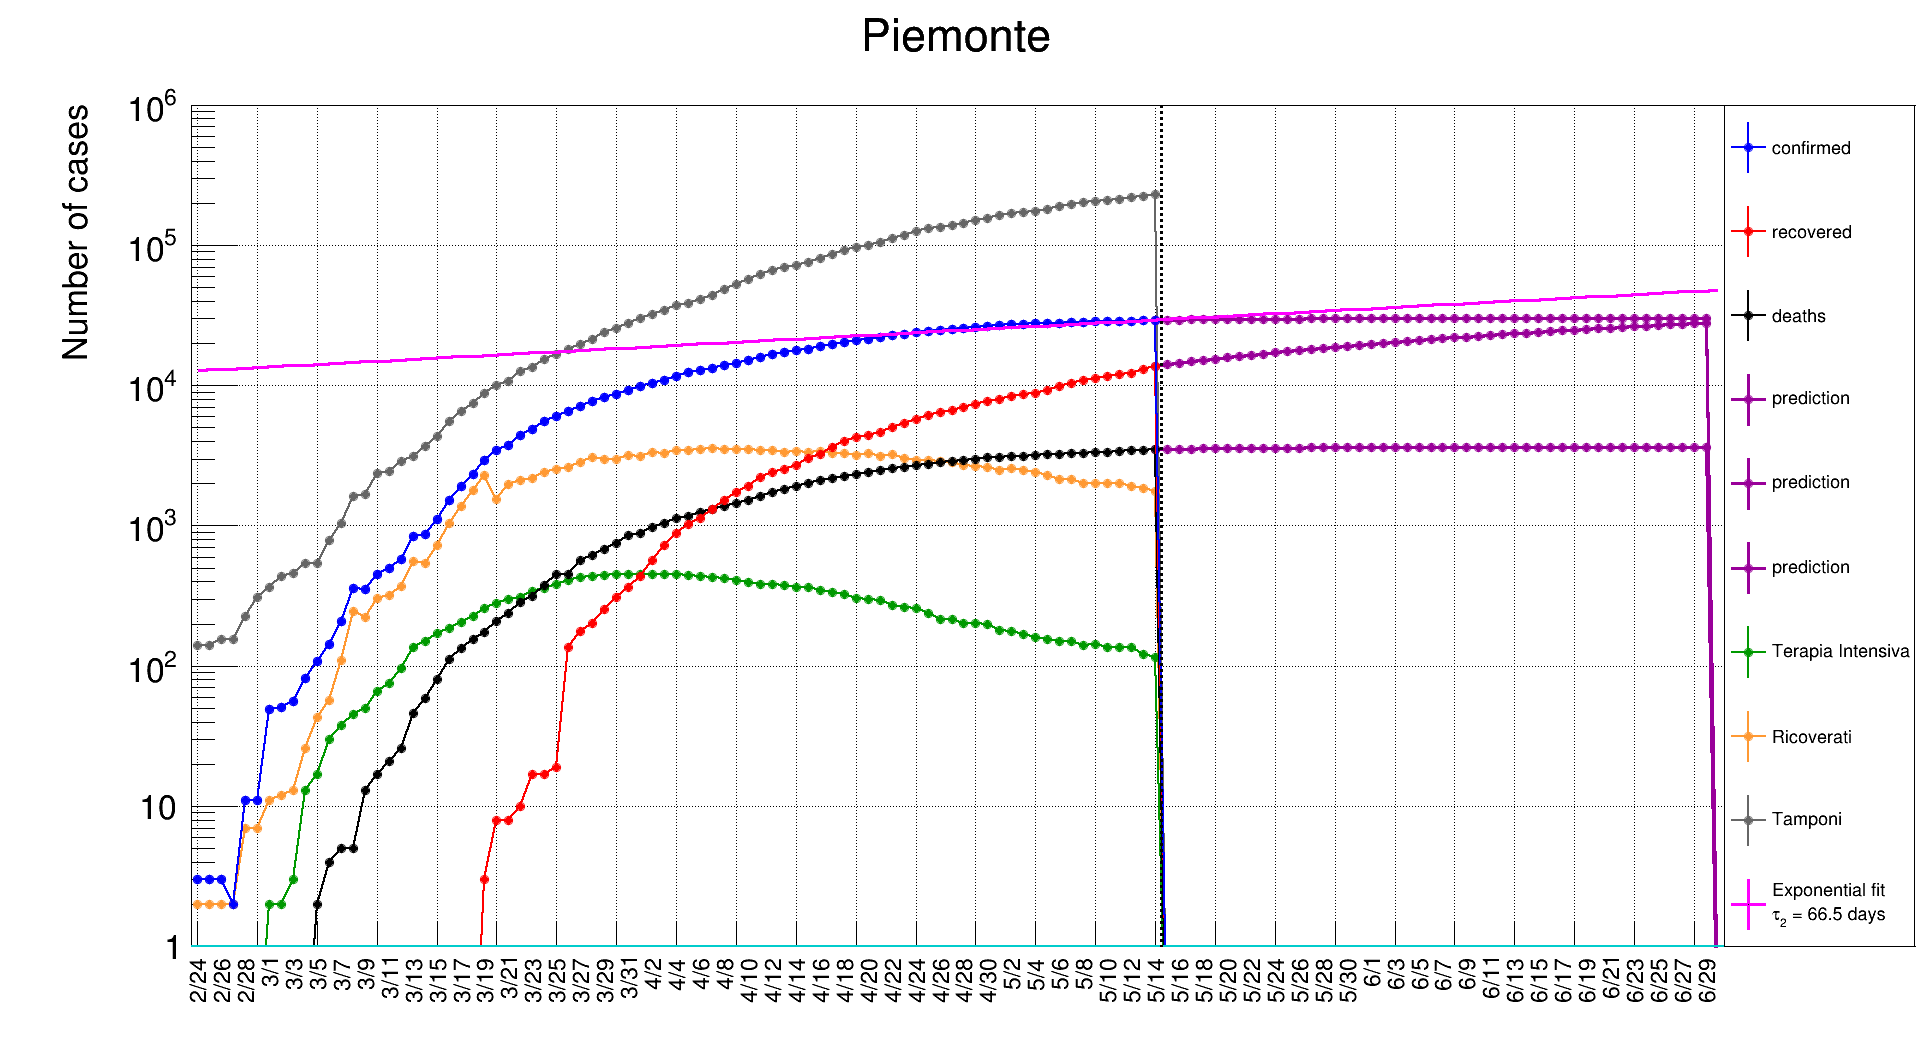 Piemonte
Number of cases
10^6
10^5
10^4
10^3
10^2
10
1
2/24 2/26 2/28 3/1 3/3 3/5 3/7 3/9 3/11 3/13 3/15 3/17 3/19 3/21 3/23 3/25 3/27 3/29 3/31 4/2 4/4 4/6 4/8 4/10 4/12 4/14 4/16 4/18 4/20 4/22 4/24 4/26 4/28 4/30 5/2 5/4 5/6 5/8 5/10 5/12 5/14 5/16 5/18 5/20 5/22 5/24 5/26 5/28 5/30 6/1 6/3 6/5 6/7 6/9 6/11 6/13 6/15 6/17 6/19 6/21 6/23 6/25 6/27 6/29
confirmed
recovered
deaths
prediction
prediction
prediction
Terapia Intensiva
Ricoverati
Tamponi
Exponential fit
τ₂ = 66.5 days